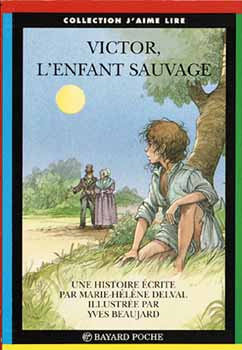 COLLECTION J'AIME LIRE
VICTOR,
L'ENFANT SAUVAGE
UNE HISTOIRE ÉCRITE
PAR MARIE-HÉLÈNE DELVAL
ILLUSTRÉE PAR
YVES BEAUJARD
BAYARD POCHE